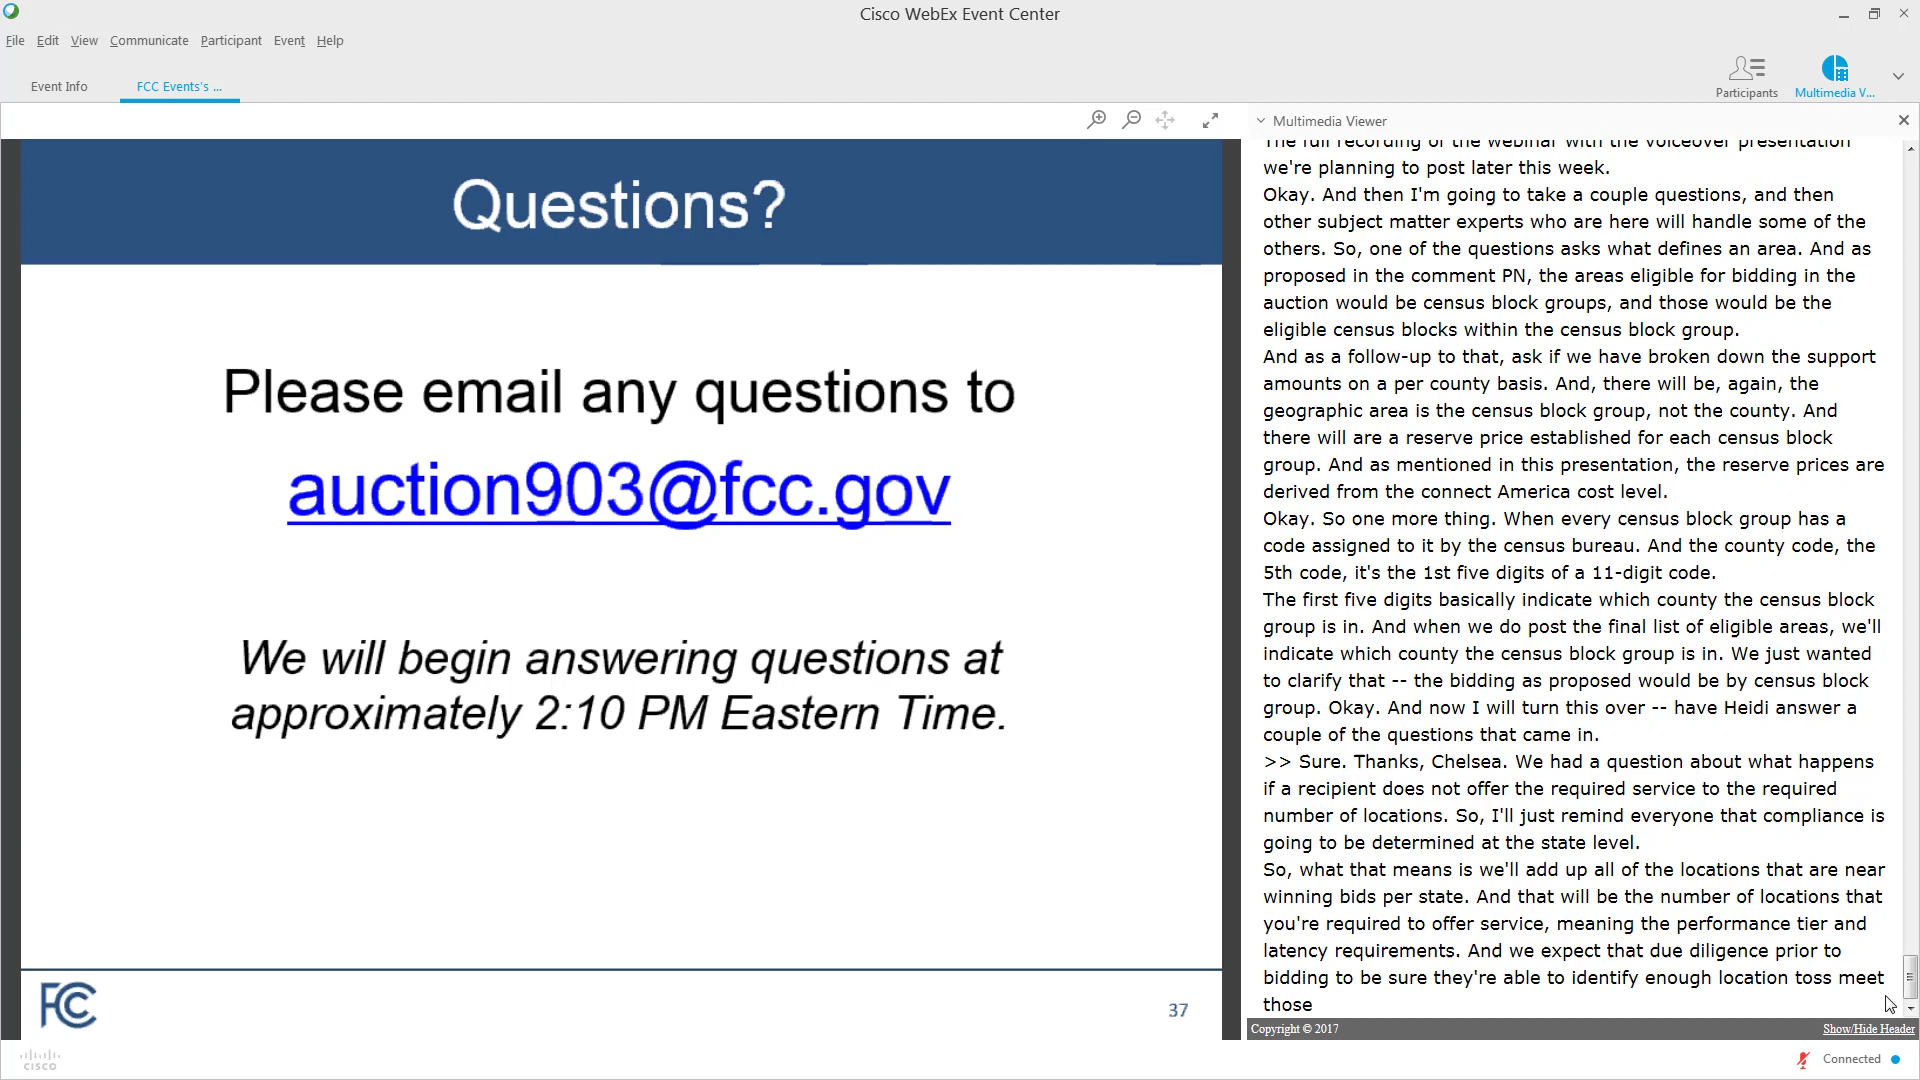 Cisco WebEx Event Center
File Edit View Communicate Participant Event Help
Event Info FCC Events's ...
Participants Multimedia V...
Questions?
Please email any questions to
auction903@fcc.gov
We will begin answering questions at
approximately 2:10 PM Eastern Time.
FCC
37
Multimedia Viewer
The full recording of the webinar with the voiceover presentation
we're planning to post later this week.
Okay. And then I'm going to take a couple questions, and then
other subject matter experts who are here will handle some of the
others. So, one of the questions asks what defines an area. And as
proposed in the comment PN, the areas eligible for bidding in the
auction would be census block groups, and those would be the
eligible census blocks within the census block group.
And as a follow-up to that, ask if we have broken down the support
amounts on a per county basis. And, there will be, again, the
geographic area is the census block group, not the county. And
there will are a reserve price established for each census block
group. And as mentioned in this presentation, the reserve prices are
derived from the connect America cost level.
Okay. So one more thing. When every census block group has a
code assigned to it by the census bureau. And the county code, the
5th code, it's the 1st five digits of a 11-digit code.
The first five digits basically indicate which county the census block
group is in. And when we do post the final list of eligible areas, we'll
indicate which county the census block group is in. We just wanted
to clarify that -- the bidding as proposed would be by census block
group. Okay. And now I will turn this over -- have Heidi answer a
couple of the questions that came in.
>> Sure. Thanks, Chelsea. We had a question about what happens
if a recipient does not offer the required service to the required
number of locations. So, I'll just remind everyone that compliance is
going to be determined at the state level.
So, what that means is we'll add up all of the locations that are near
winning bids per state. And that will be the number of locations that
you're required to offer service, meaning the performance tier and
latency requirements. And we expect that due diligence prior to
bidding to be sure they're able to identify enough location toss meet
those
Copyright © 2017 Show/Hide Header
cisco
Connected